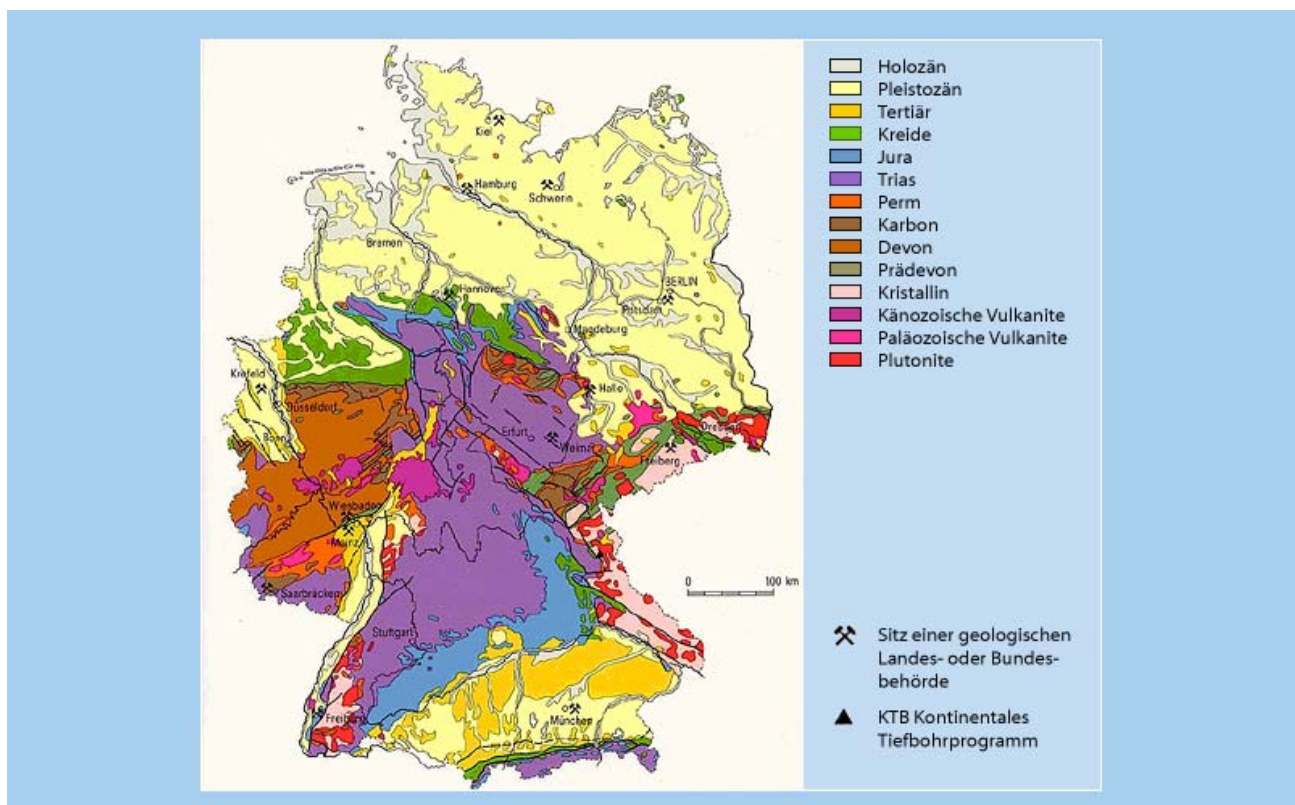 Kiel
Hamburg
Schwerin
Bremen
Hannover
BERLIN
Potsdam
Magdeburg
Krefeld
Halle
Düsseldorf
Dresden
Bonn
Erfurt
Weimar
Freiberg
Wiesbaden
Mainz
0 100 km
Saarbrücken
Stuttgart
München
Freiburg
Holozän
Pleistozän
Tertiär
Kreide
Jura
Trias
Perm
Karbon
Devon
Prädevon
Kristallin
Känozoische Vulkanite
Paläozoische Vulkanite
Plutonite
Sitz einer geologischen
Landes- oder Bundes-
behörde
KTB Kontinentales
Tiefbohrprogramm